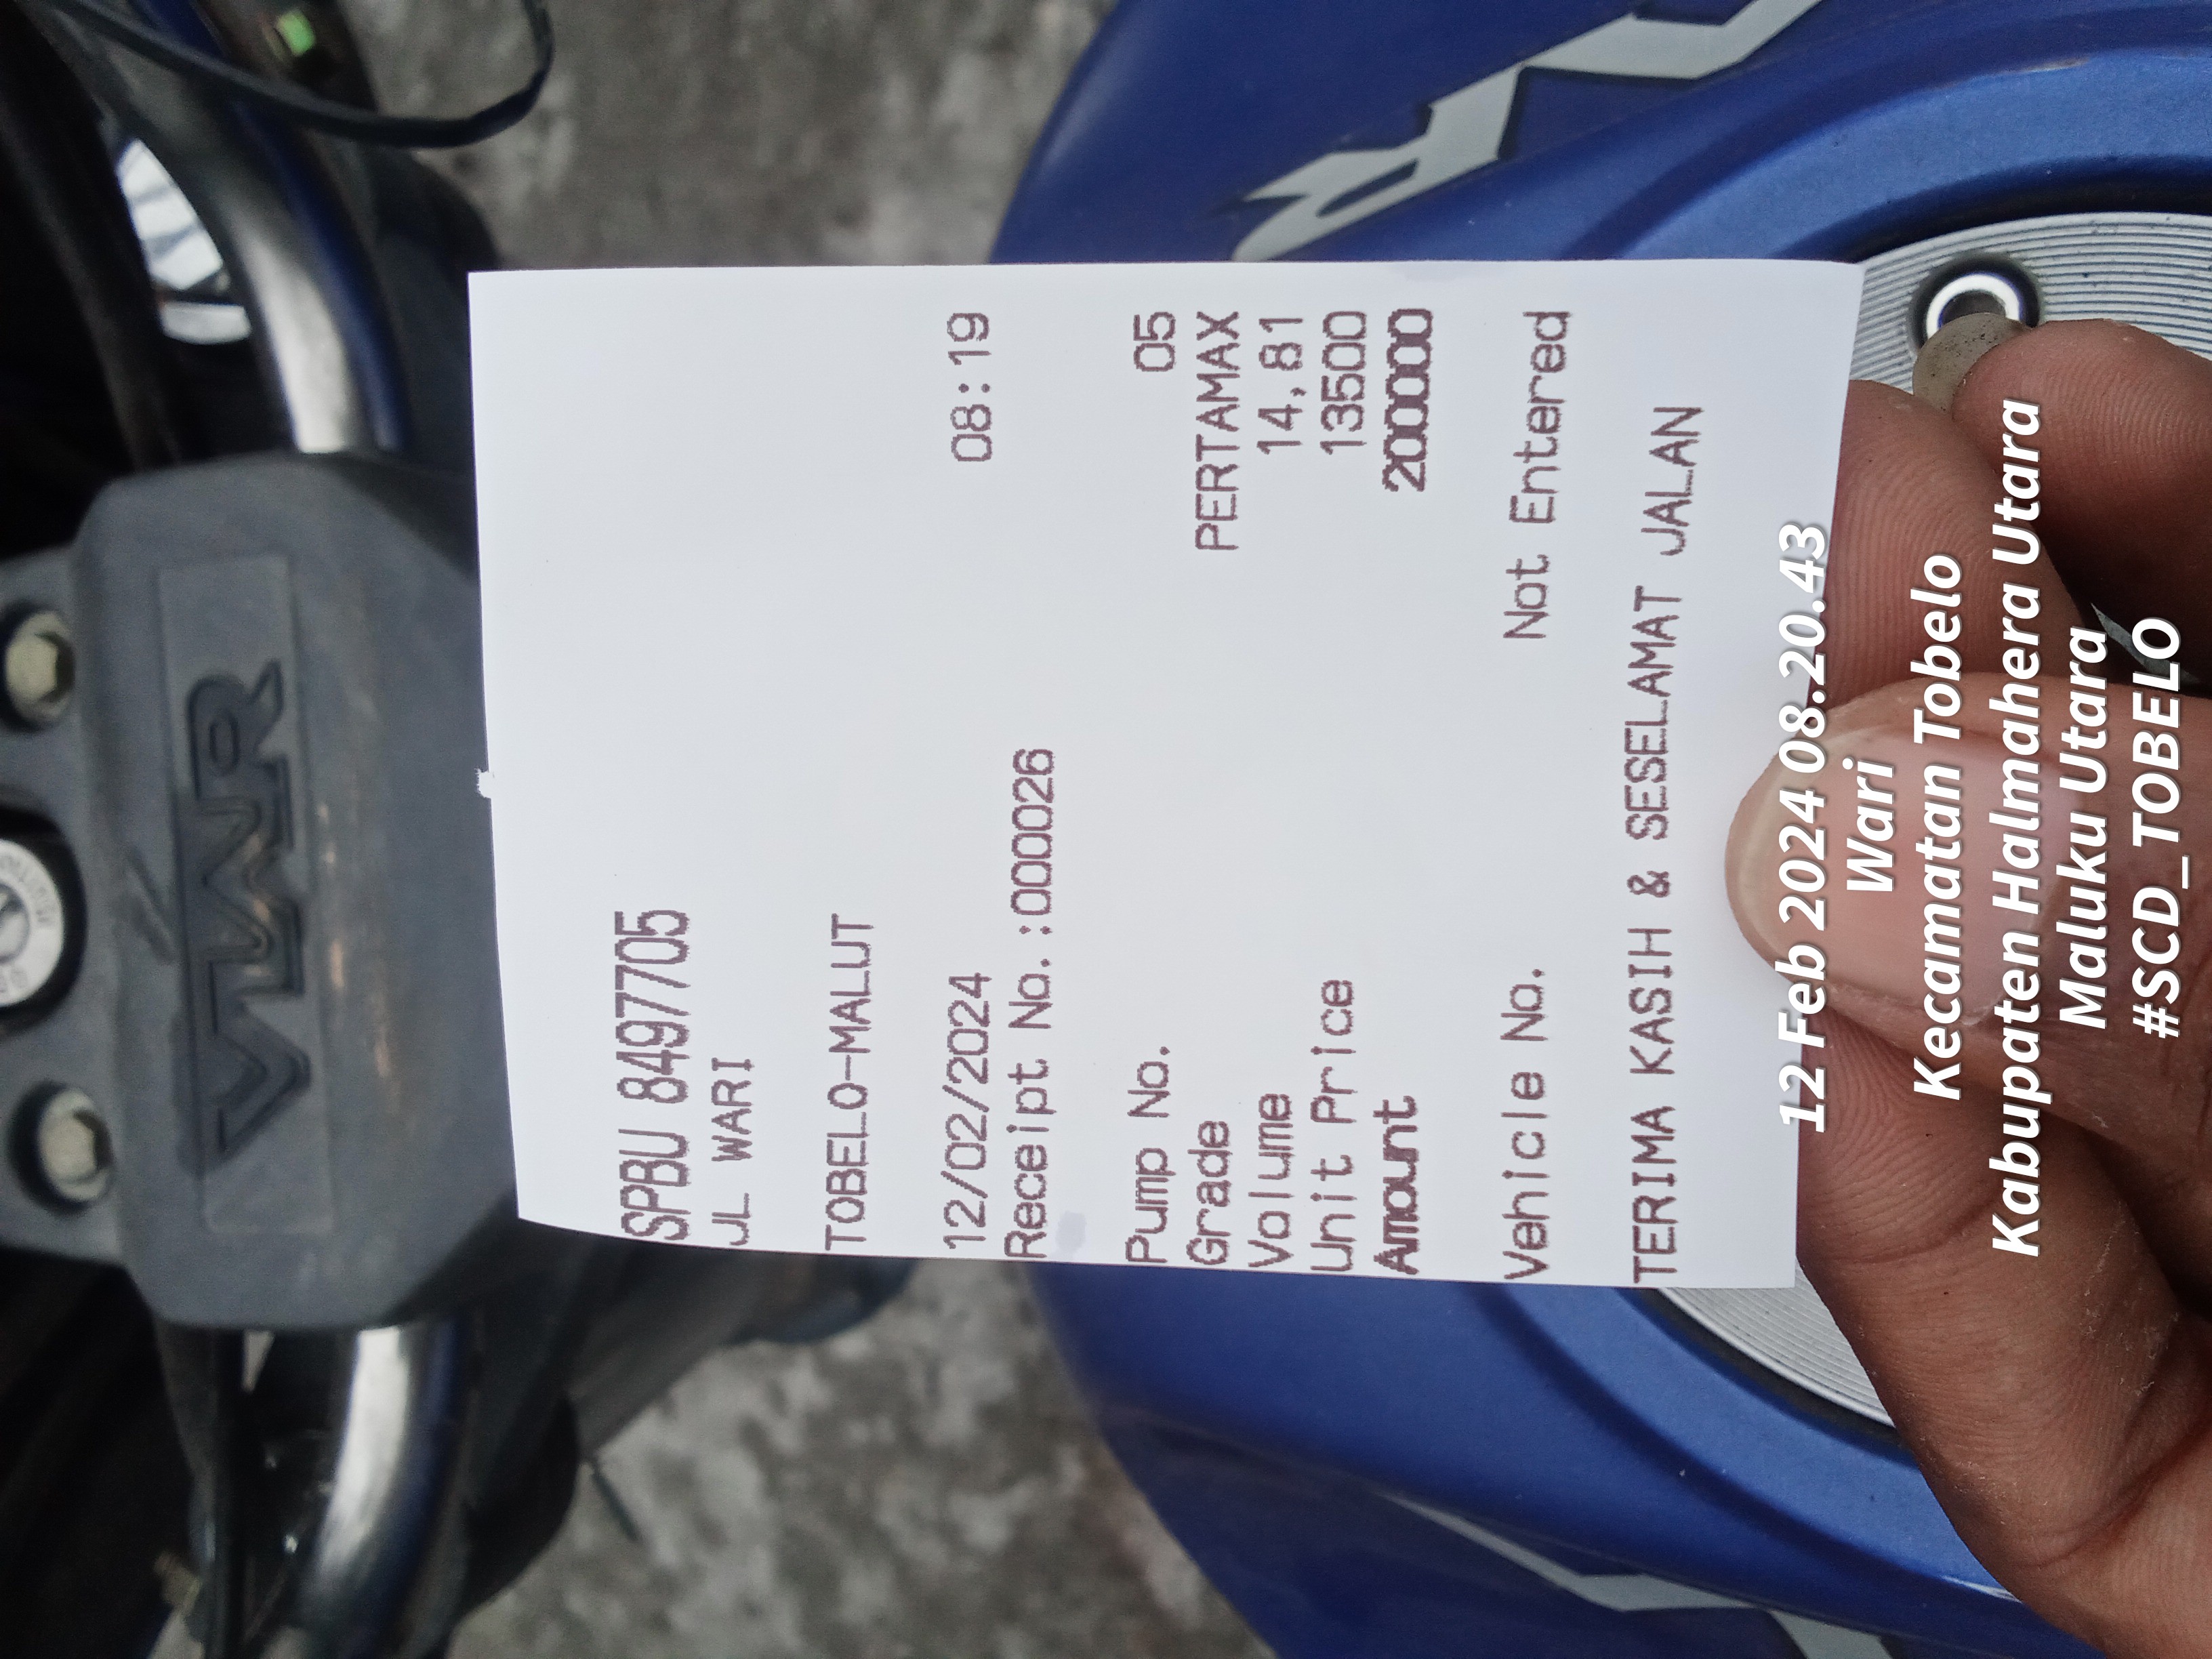 VIAR
SPBU 8497705
JL WARI
TOBELO-MALUT
12/02/2024 08:19
Receipt No.:000026
Pump No. 05
Grade PERTAMAX
Volume 14,81
Unit Price 13500
Amount 200000
Vehicle No. Not Entered
TERIMA KASIH & SESELAMAT JALAN
12 Feb 2024 08.20.43
Wari
Kecamatan Tobelo
Kabupaten Halmahera Utara
Maluku Utara
#SCD_TOBELO